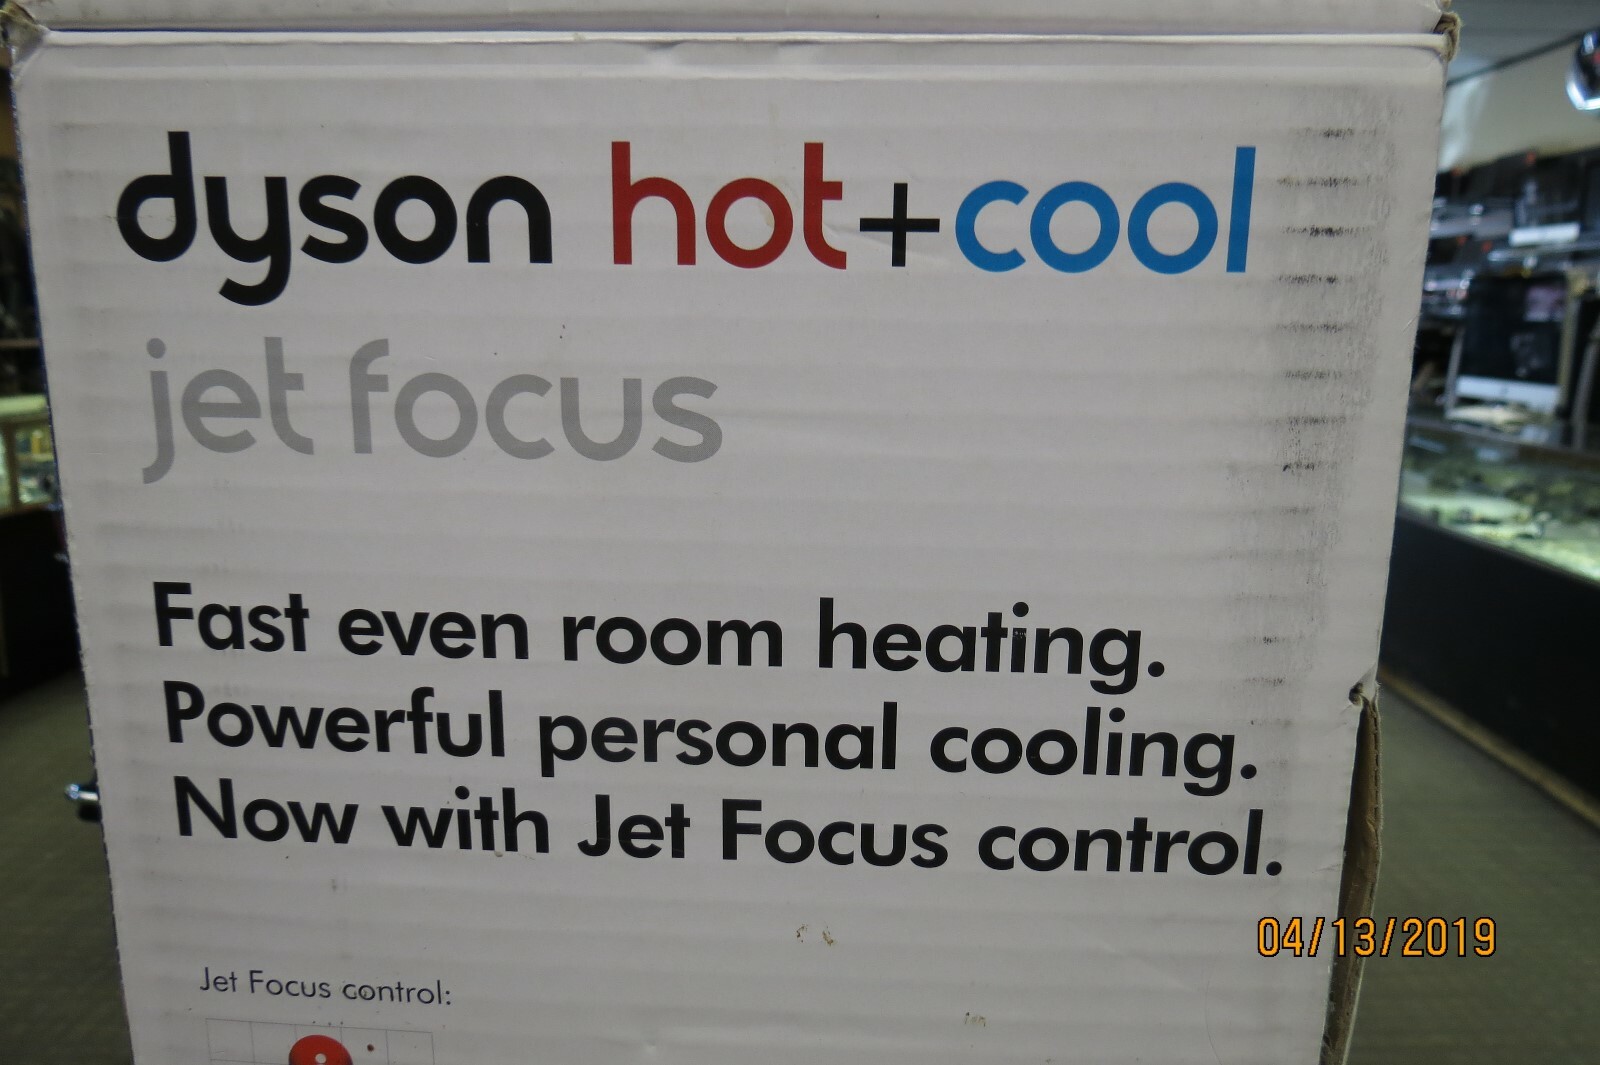 dyson hot+cool
jet focus
Fast even room heating.
Powerful personal cooling.
Now with Jet Focus control.
04/13/2019
Jet Focus control: